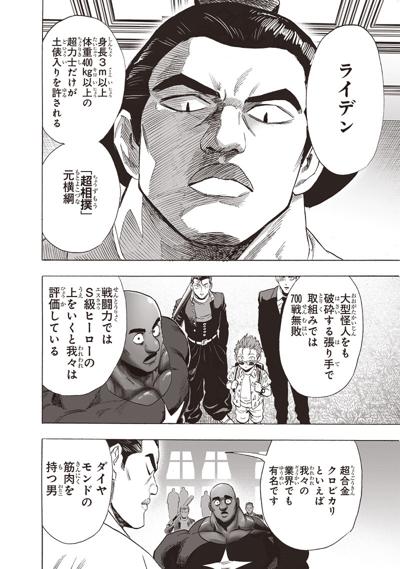 ライデン
身長3m以上
体重400kg以上の
超力士だけが
土俵入りを許される
「超相撲」
元横綱
大型怪人をも
破砕する張り手で
取組みでは
700戦無敗
戦闘力では
S級ヒーローの
上をいくと我々は
評価している
超合金
クロビカリ
といえば
我々の
業界でも
有名です
ダイヤ
モンドの
筋肉を
持つ男